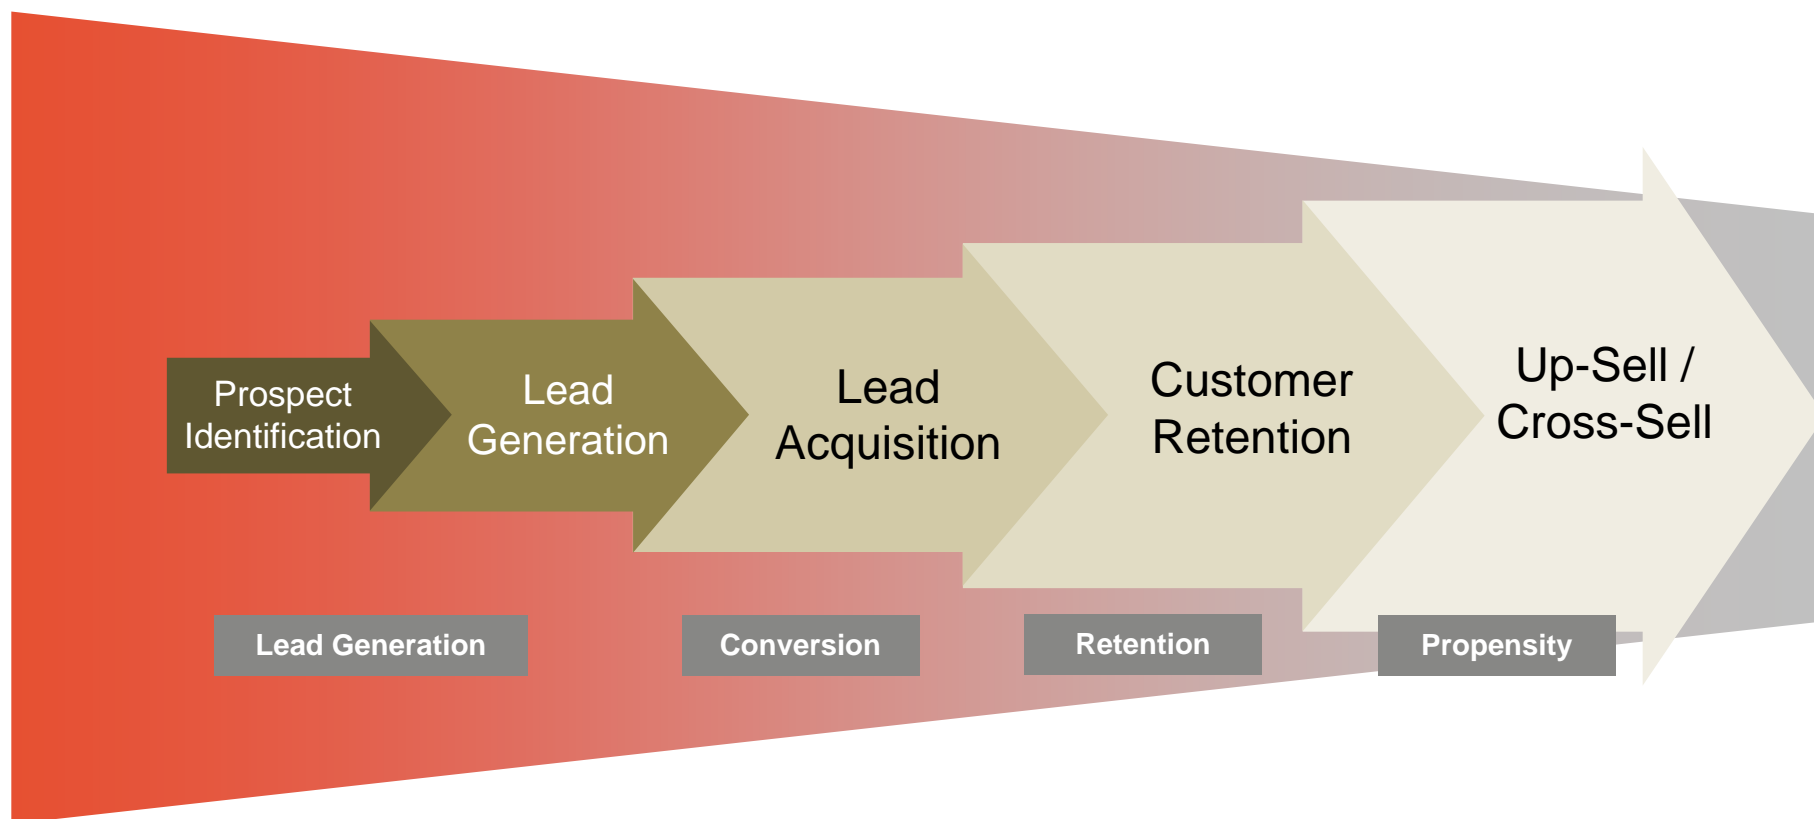 Prospect
Identification
Lead
Generation
Lead
Acquisition
Customer
Retention
Up-Sell /
Cross-Sell
Lead Generation
Conversion
Retention
Propensity